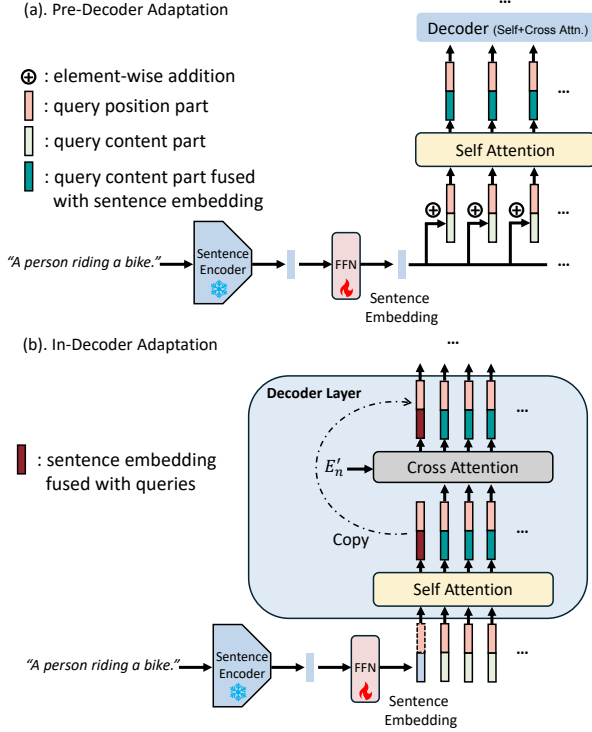 (a). Pre-Decoder Adaptation
...
Decoder (Self+Cross Attn.)
: element-wise addition
: query position part
: query content part
: query content part fused
with sentence embedding
...
Self Attention
...
"A person riding a bike."
Sentence
Encoder
FFN
Sentence
Embedding
...
(b). In-Decoder Adaptation
...
Decoder Layer
...
: sentence embedding
fused with queries
E′n
Cross Attention
...
Copy
Self Attention
"A person riding a bike."
Sentence
Encoder
FFN
...
Sentence
Embedding